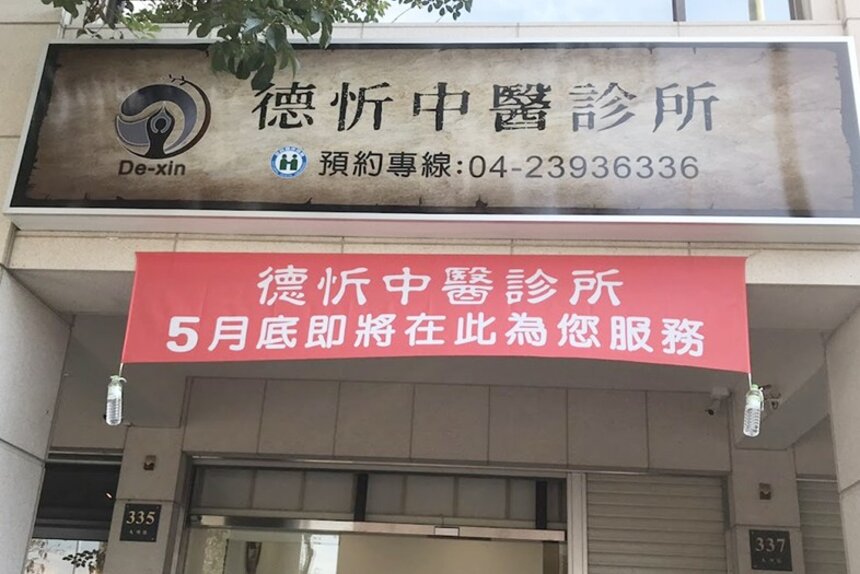 德忻中醫診所
De-xin
預約專線:04-23936336
德忻中醫診所
5月底即將在此為您服務
335
337